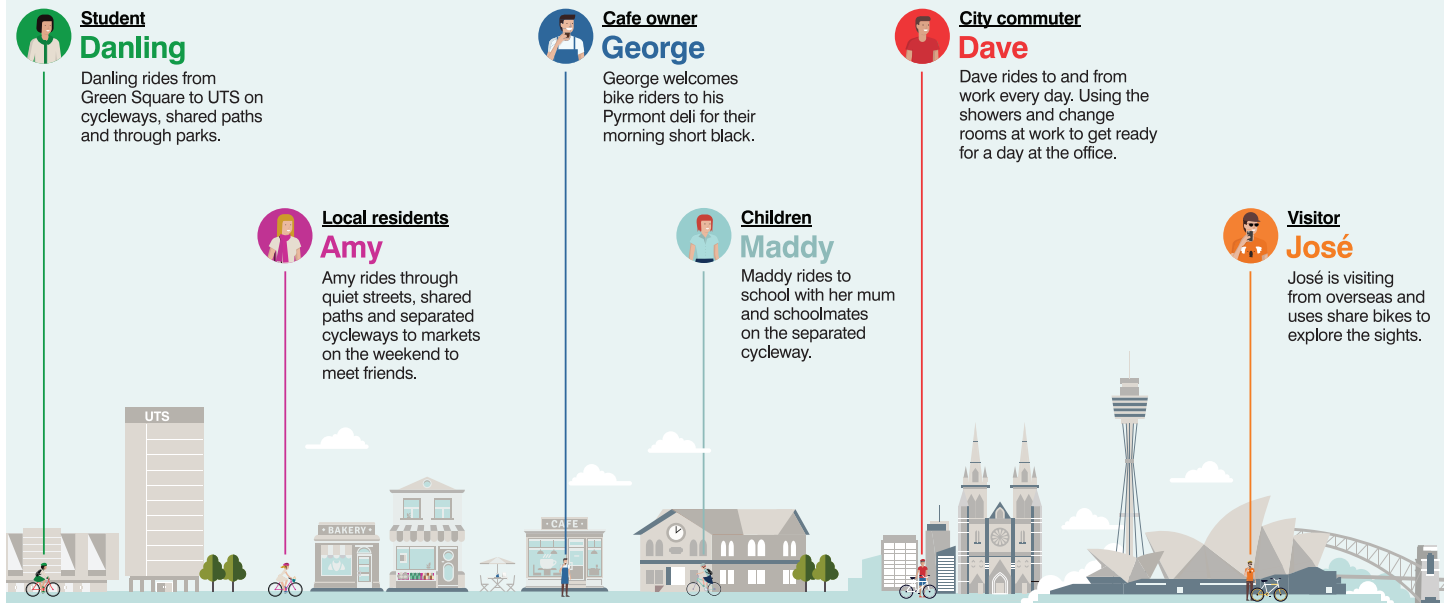 Student
Danling
Danling rides from
Green Square to UTS on
cycleways, shared paths
and through parks.
Cafe owner
George
George welcomes
bike riders to his
Pyrmont deli for their
morning short black.
City commuter
Dave
Dave rides to and from
work every day. Using the
showers and change
rooms at work to get ready
for a day at the office.
Local residents
Amy
Amy rides through
quiet streets, shared
paths and separated
cycleways to markets
on the weekend to
meet friends.
Children
Maddy
Maddy rides to
school with her mum
and schoolmates
on the separated
cycleway.
Visitor
José
José is visiting
from overseas and
uses share bikes to
explore the sights.
UTS
• BAKERY •
• CAFE •